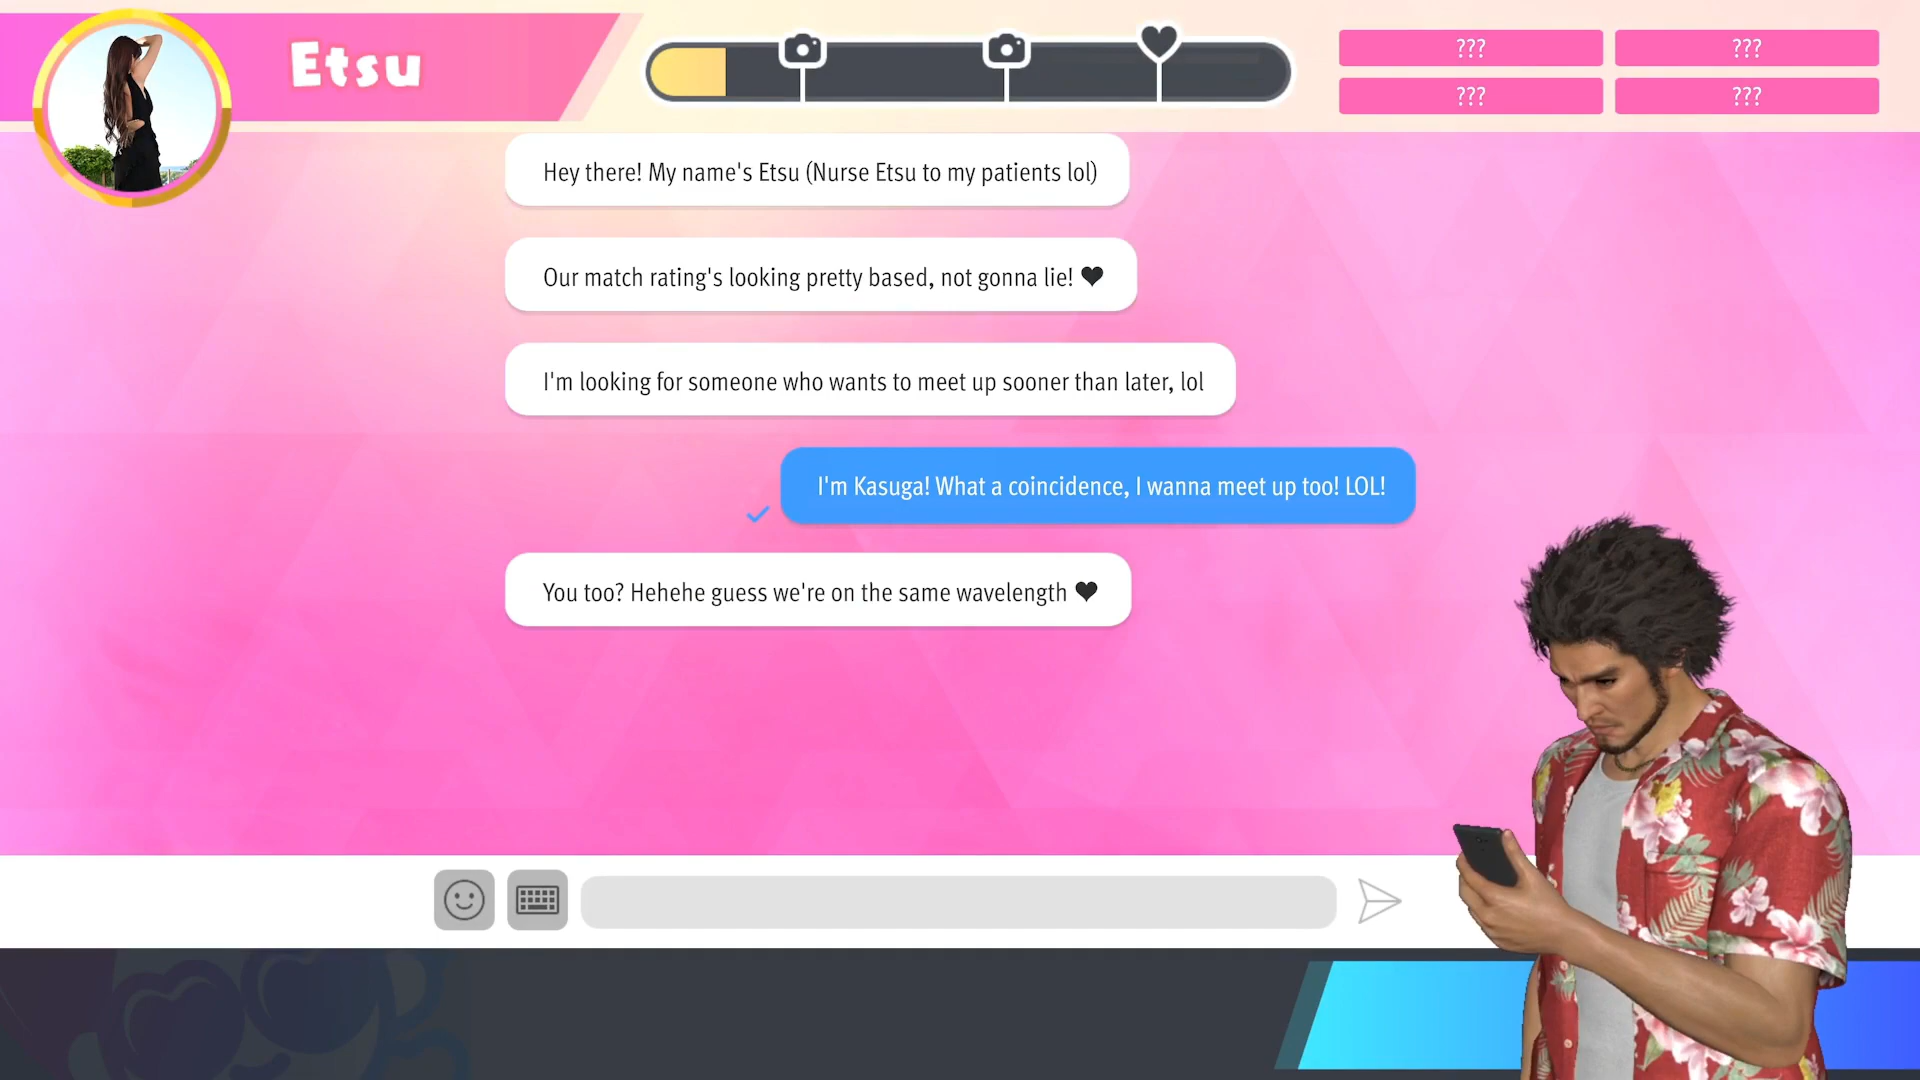 Etsu
??? ???
??? ???
Hey there! My name's Etsu (Nurse Etsu to my patients lol)
Our match rating's looking pretty based, not gonna lie! ♥
I'm looking for someone who wants to meet up sooner than later, lol
I'm Kasuga! What a coincidence, I wanna meet up too! LOL!
You too? Hehehe guess we're on the same wavelength ♥